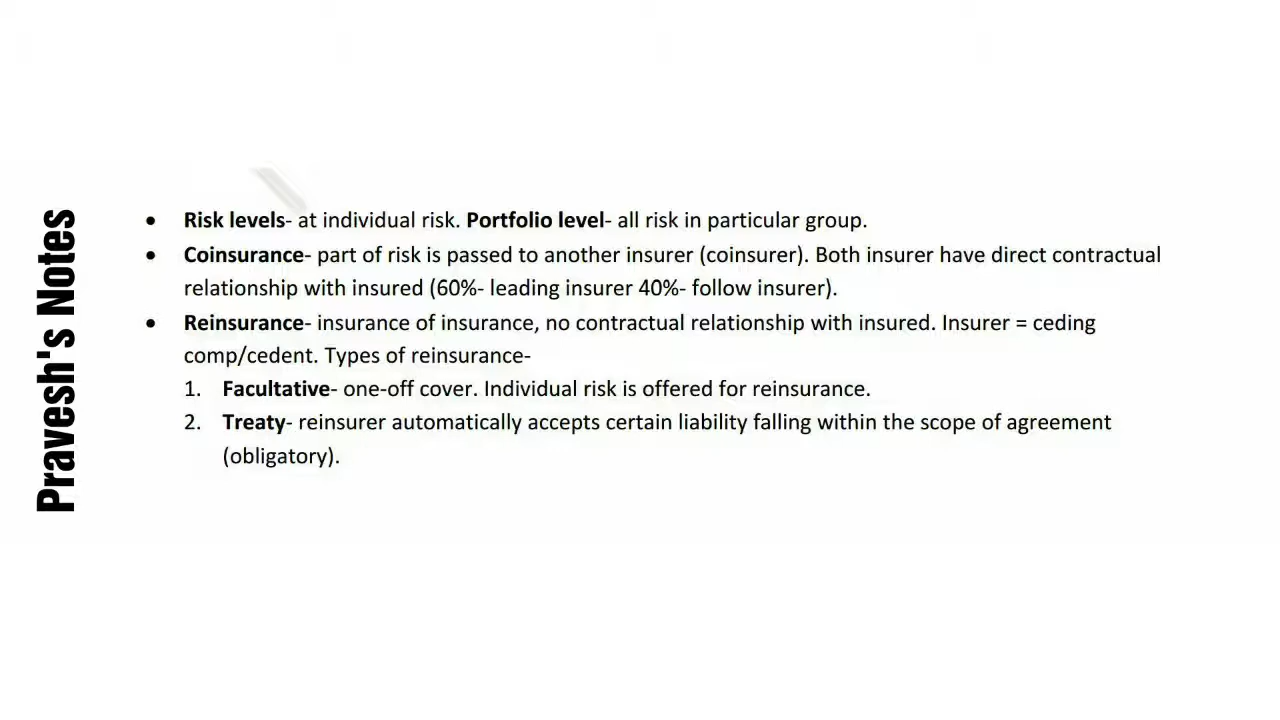 Pravesh's Notes
• Risk levels- at individual risk. Portfolio level- all risk in particular group.
• Coinsurance- part of risk is passed to another insurer (coinsurer). Both insurer have direct contractual
relationship with insured (60%- leading insurer 40%- follow insurer).
• Reinsurance- insurance of insurance, no contractual relationship with insured. Insurer = ceding
comp/cedent. Types of reinsurance-
1. Facultative- one-off cover. Individual risk is offered for reinsurance.
2. Treaty- reinsurer automatically accepts certain liability falling within the scope of agreement
(obligatory).